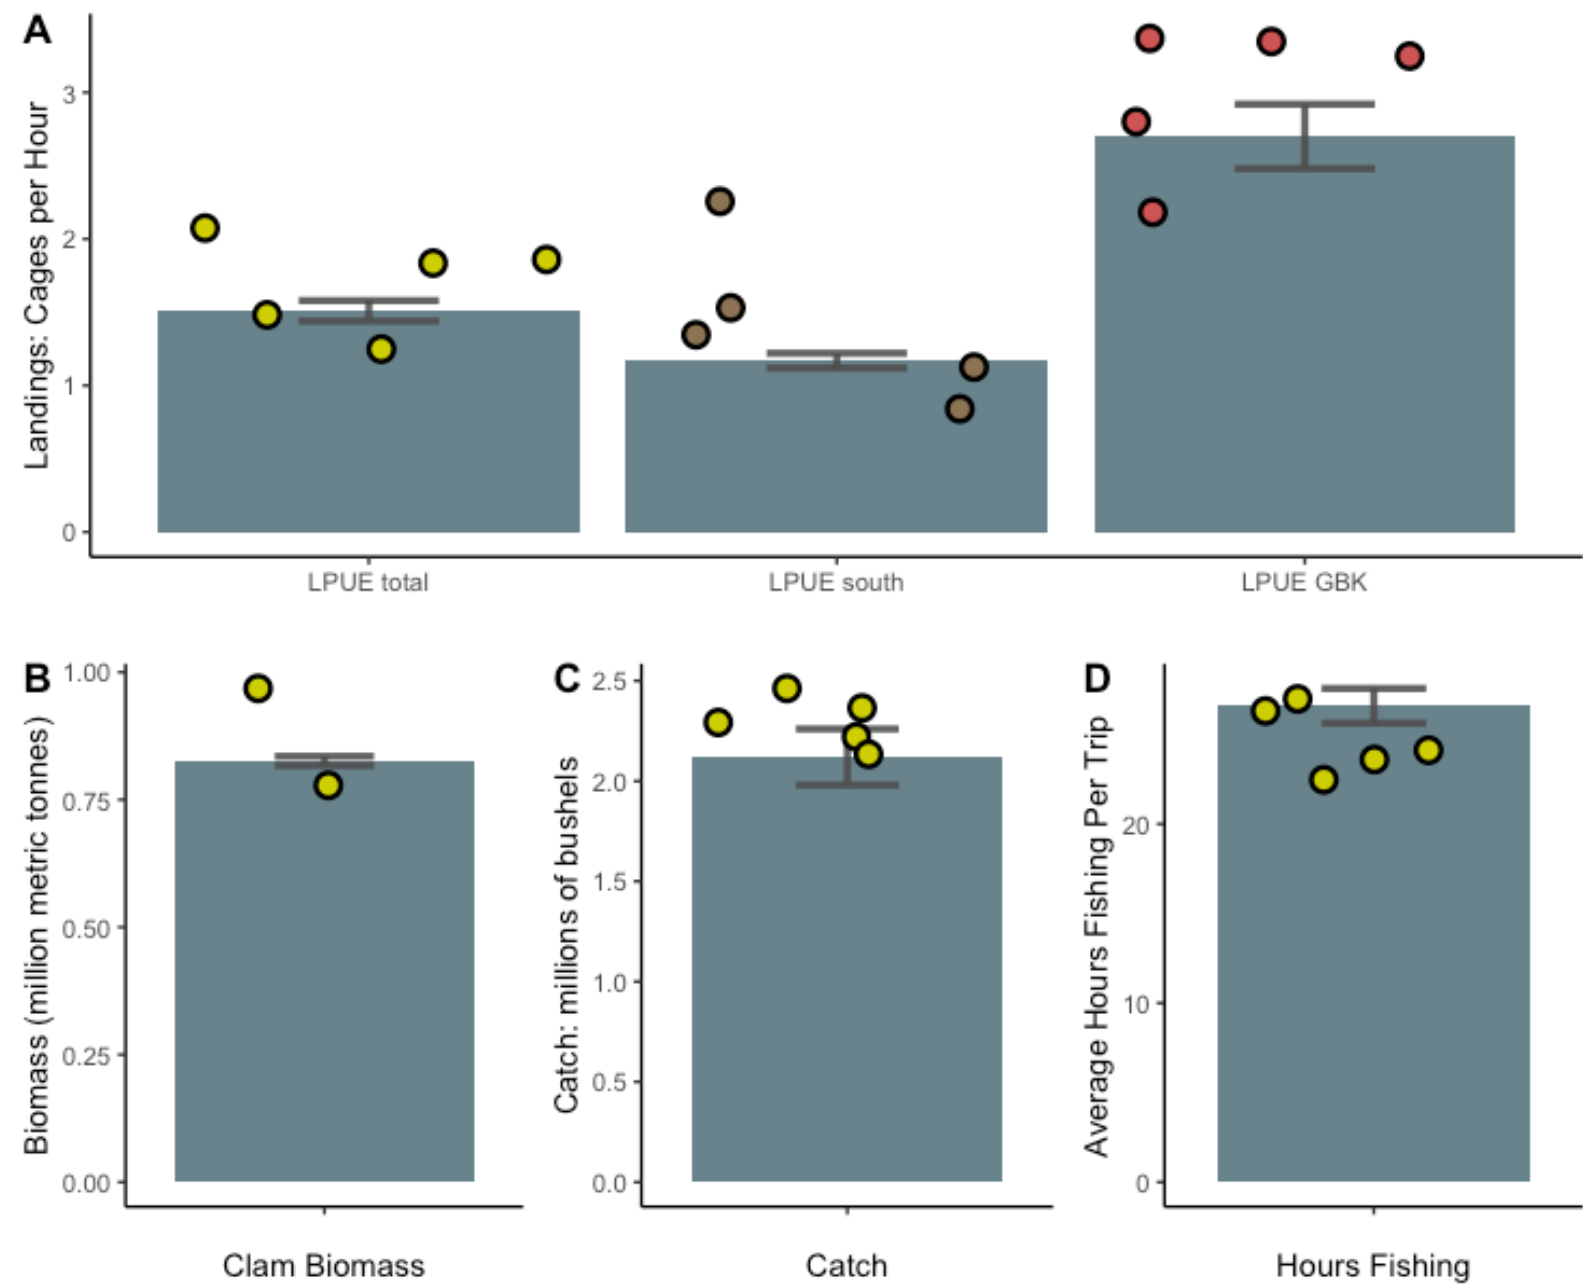 A
Landings: Cages per Hour
3
2
1
0
LPUE total
LPUE south
LPUE GBK
B
Biomass (million metric tonnes)
1.00
0.75
0.50
0.25
0.00
Clam Biomass
C
Catch: millions of bushels
2.5
2.0
1.5
1.0
0.5
0.0
Catch
D
Average Hours Fishing Per Trip
20
10
0
Hours Fishing